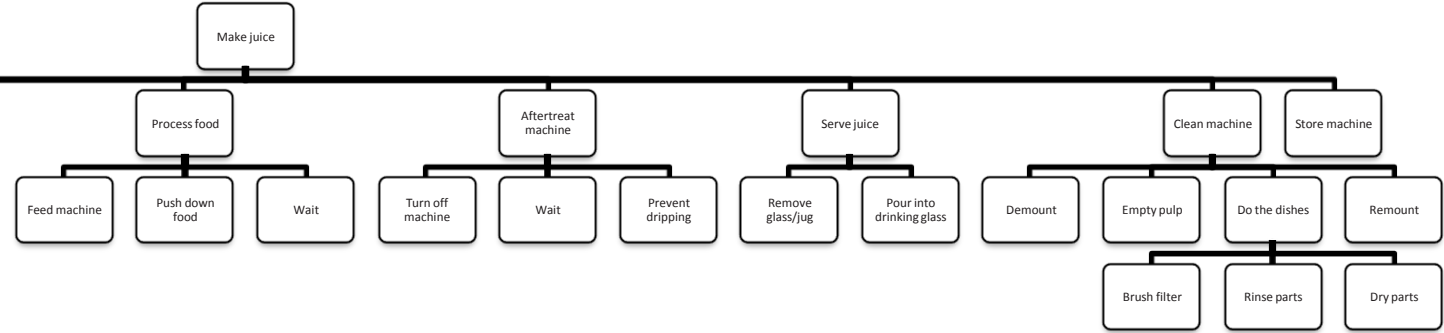 Make juice
Process food
Aftertreat
machine
Serve juice
Clean machine
Store machine
Feed machine
Push down
food
Wait
Turn off
machine
Wait
Prevent
dripping
Remove
glass/jug
Pour into
drinking glass
Demount
Empty pulp
Do the dishes
Remount
Brush filter
Rinse parts
Dry parts